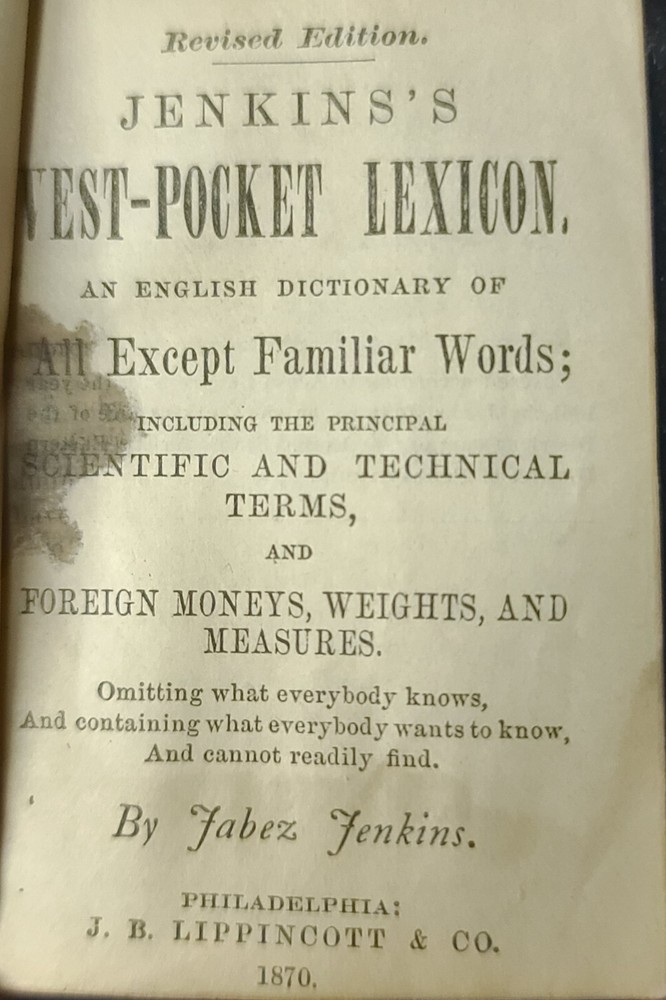 Revised Edition.
JENKINS'S
VEST-POCKET LEXICON.
AN ENGLISH DICTIONARY OF
All Except Familiar Words;
INCLUDING THE PRINCIPAL
SCIENTIFIC AND TECHNICAL
TERMS,
AND
FOREIGN MONEYS, WEIGHTS, AND
MEASURES.
Omitting what everybody knows,
And containing what everybody wants to know,
And cannot readily find.
By Jabez Jenkins.
PHILADELPHIA:
J. B. LIPPINCOTT & CO.
1870.